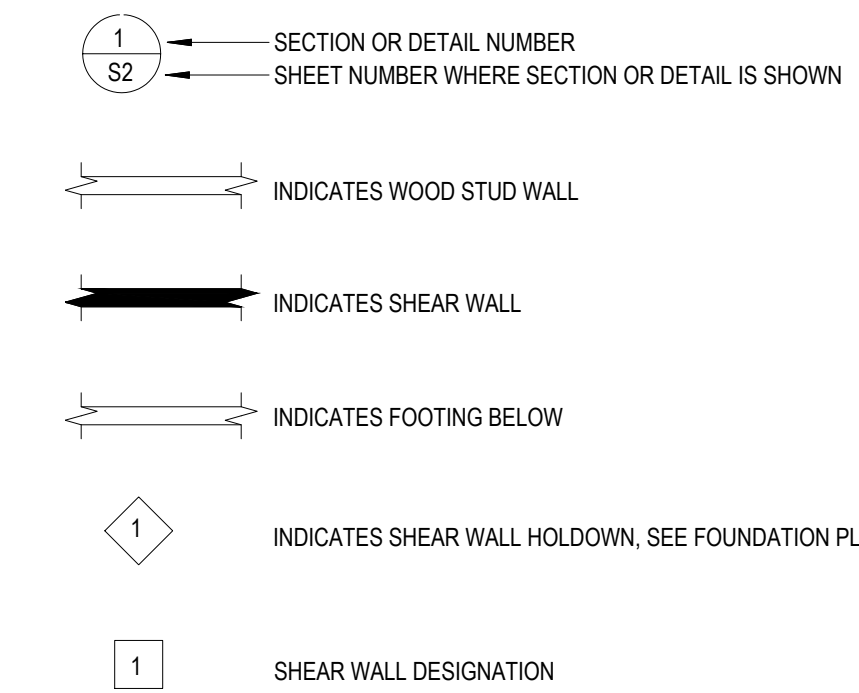 1
SECTION OR DETAIL NUMBER
S2
SHEET NUMBER WHERE SECTION OR DETAIL IS SHOWN
INDICATES WOOD STUD WALL
INDICATES SHEAR WALL
INDICATES FOOTING BELOW
1
INDICATES SHEAR WALL HOLDOWN, SEE FOUNDATION PL
1
SHEAR WALL DESIGNATION